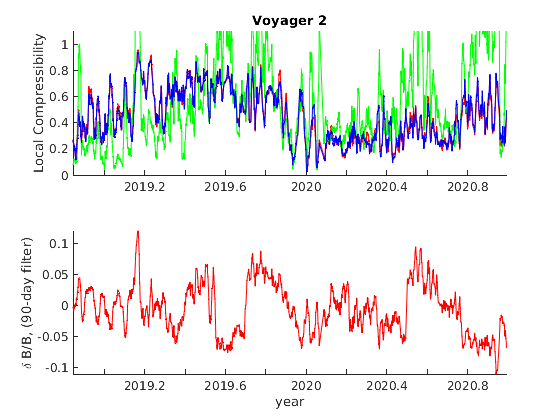 Voyager 2
Local Compressibility
1
0.8
0.6
0.4
0.2
0
2019.2 2019.6 2020 2020.4 2020.8
δ B/B, (90-day filter)
0.1
0.05
0
-0.05
-0.1
2019.2 2019.6 2020 2020.4 2020.8
year